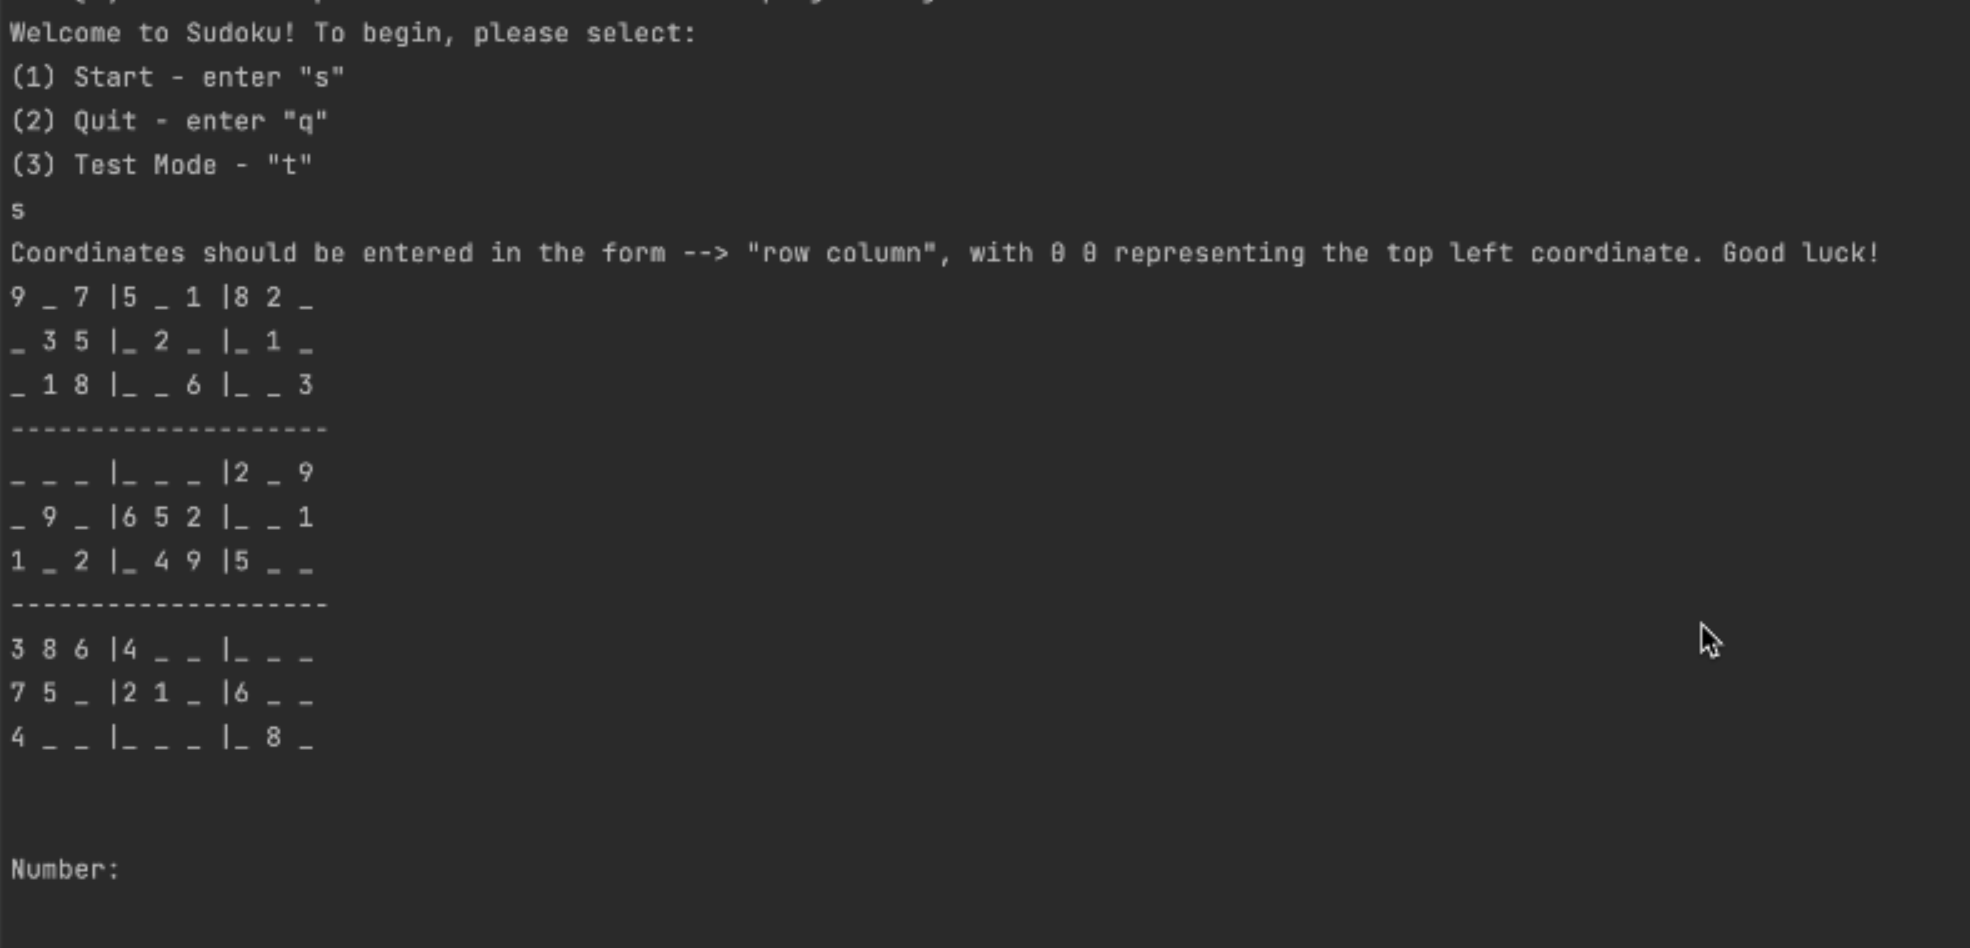 Welcome to Sudoku! To begin, please select:
(1) Start - enter "s"
(2) Quit - enter "q"
(3) Test Mode - "t"
s
Coordinates should be entered in the form --> "row column", with 0 0 representing the top left coordinate. Good luck!
9 _ 7 |5 _ 1 |8 2 _
_ 3 5 |_ 2 _ |_ 1 _
_ 1 8 |_ _ 6 |_ _ 3
--------------------
_ _ _ |_ _ _ |2 _ 9
_ 9 _ |6 5 2 |_ _ 1
1 _ 2 |_ 4 9 |5 _ _
--------------------
3 8 6 |4 _ _ |_ _ _
7 5 _ |2 1 _ |6 _ _
4 _ _ |_ _ _ |_ 8 _
Number: